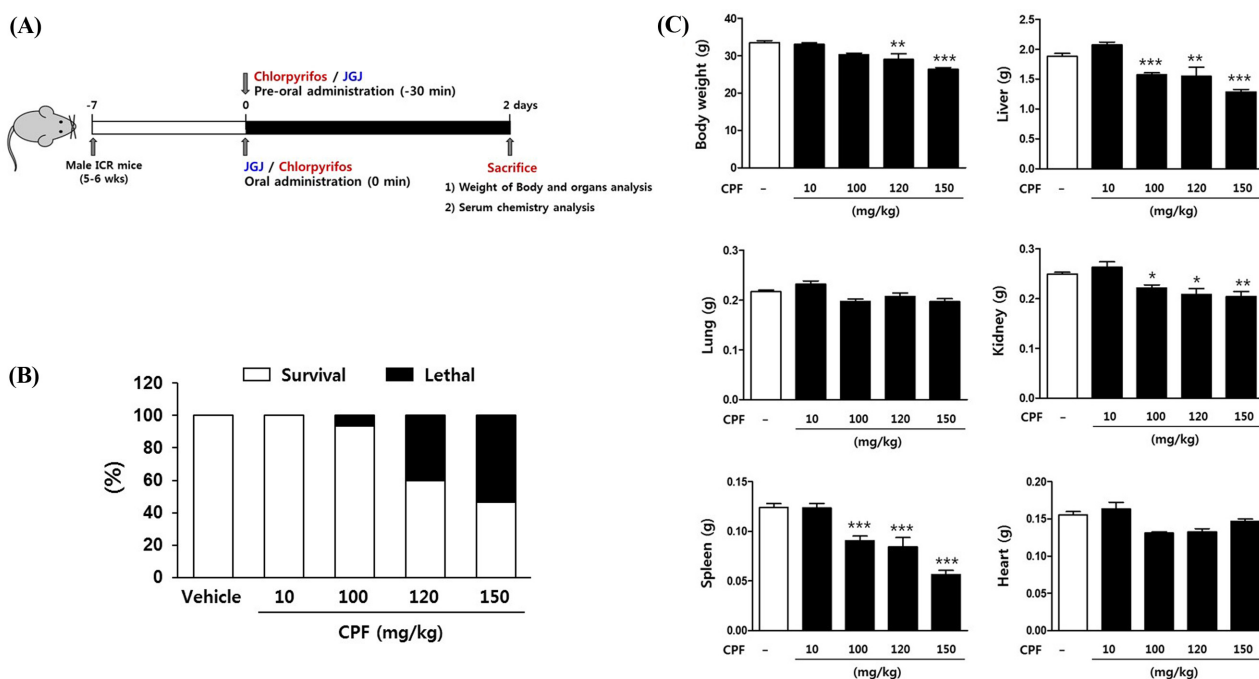 (A)
Chlorpyrifos / JGJ
Pre-oral administration (-30 min)
-7
0
2 days
Male ICR mice
(5-6 wks)
JGJ / Chlorpyrifos
Oral administration (0 min)
Sacrifice
1) Weight of Body and organs analysis
2) Serum chemistry analysis
(B)
Survival
Lethal
120
100
80
60
40
20
0
(%)
Vehicle 10 100 120 150
CPF (mg/kg)
(C)
Body weight (g)
40
30
20
10
0
** ***
CPF – 10 100 120 150
(mg/kg)
Liver (g)
2.5
2.0
1.5
1.0
0.5
0.0
*** ** ***
CPF – 10 100 120 150
(mg/kg)
Lung (g)
0.3
0.2
0.1
0.0
CPF – 10 100 120 150
(mg/kg)
Kidney (g)
0.3
0.2
0.1
0.0
* * **
CPF – 10 100 120 150
(mg/kg)
Spleen (g)
0.15
0.10
0.05
0.00
*** *** ***
CPF – 10 100 120 150
(mg/kg)
Heart (g)
0.20
0.15
0.10
0.05
0.00
CPF – 10 100 120 150
(mg/kg)